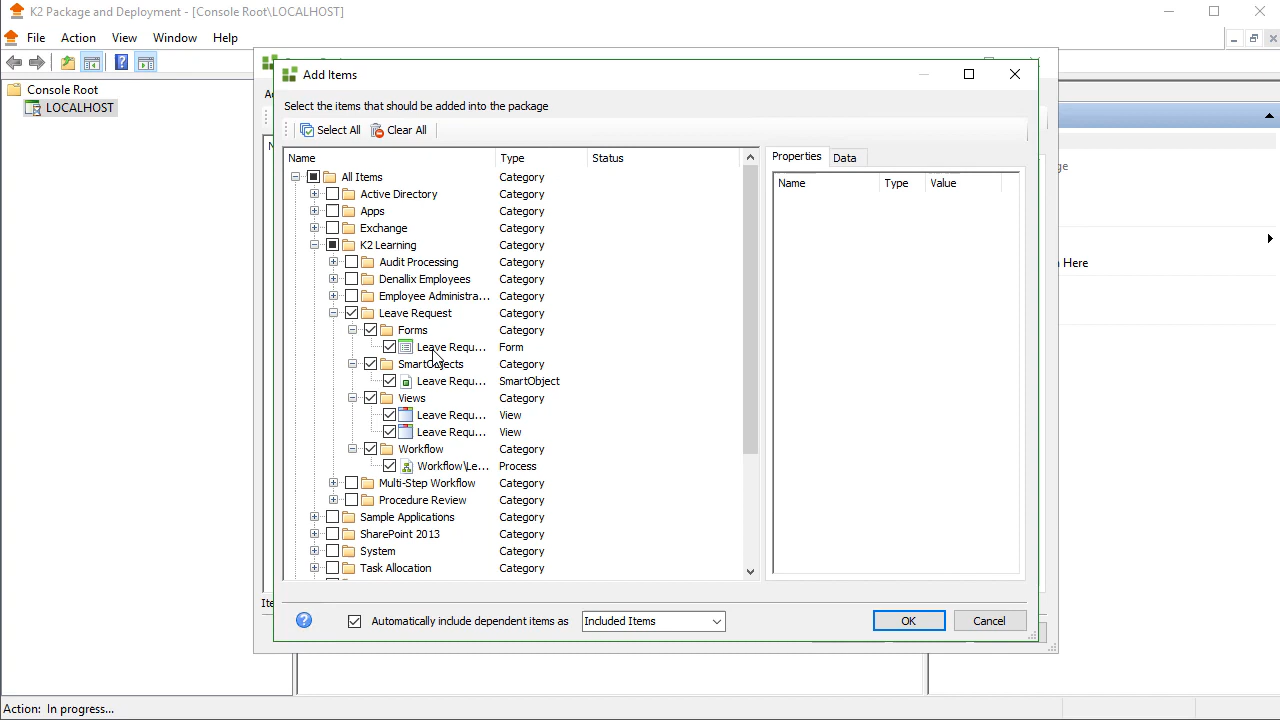 K2 Package and Deployment - [Console Root\LOCALHOST]
File Action View Window Help
Console Root
LOCALHOST
Add Items
Select the items that should be added into the package
Select All Clear All
Name Type Status
All Items Category
Active Directory Category
Apps Category
Exchange Category
K2 Learning Category
Audit Processing Category
Denallix Employees Category
Employee Administra... Category
Leave Request Category
Forms Category
Leave Requ... Form
SmartObjects Category
Leave Requ... SmartObject
Views Category
Leave Requ... View
Leave Requ... View
Workflow Category
Workflow\Le... Process
Multi-Step Workflow Category
Procedure Review Category
Sample Applications Category
SharePoint 2013 Category
System Category
Task Allocation Category
Properties Data
Name Type Value
Here
Automatically include dependent items as Included Items OK Cancel
Action: In progress...